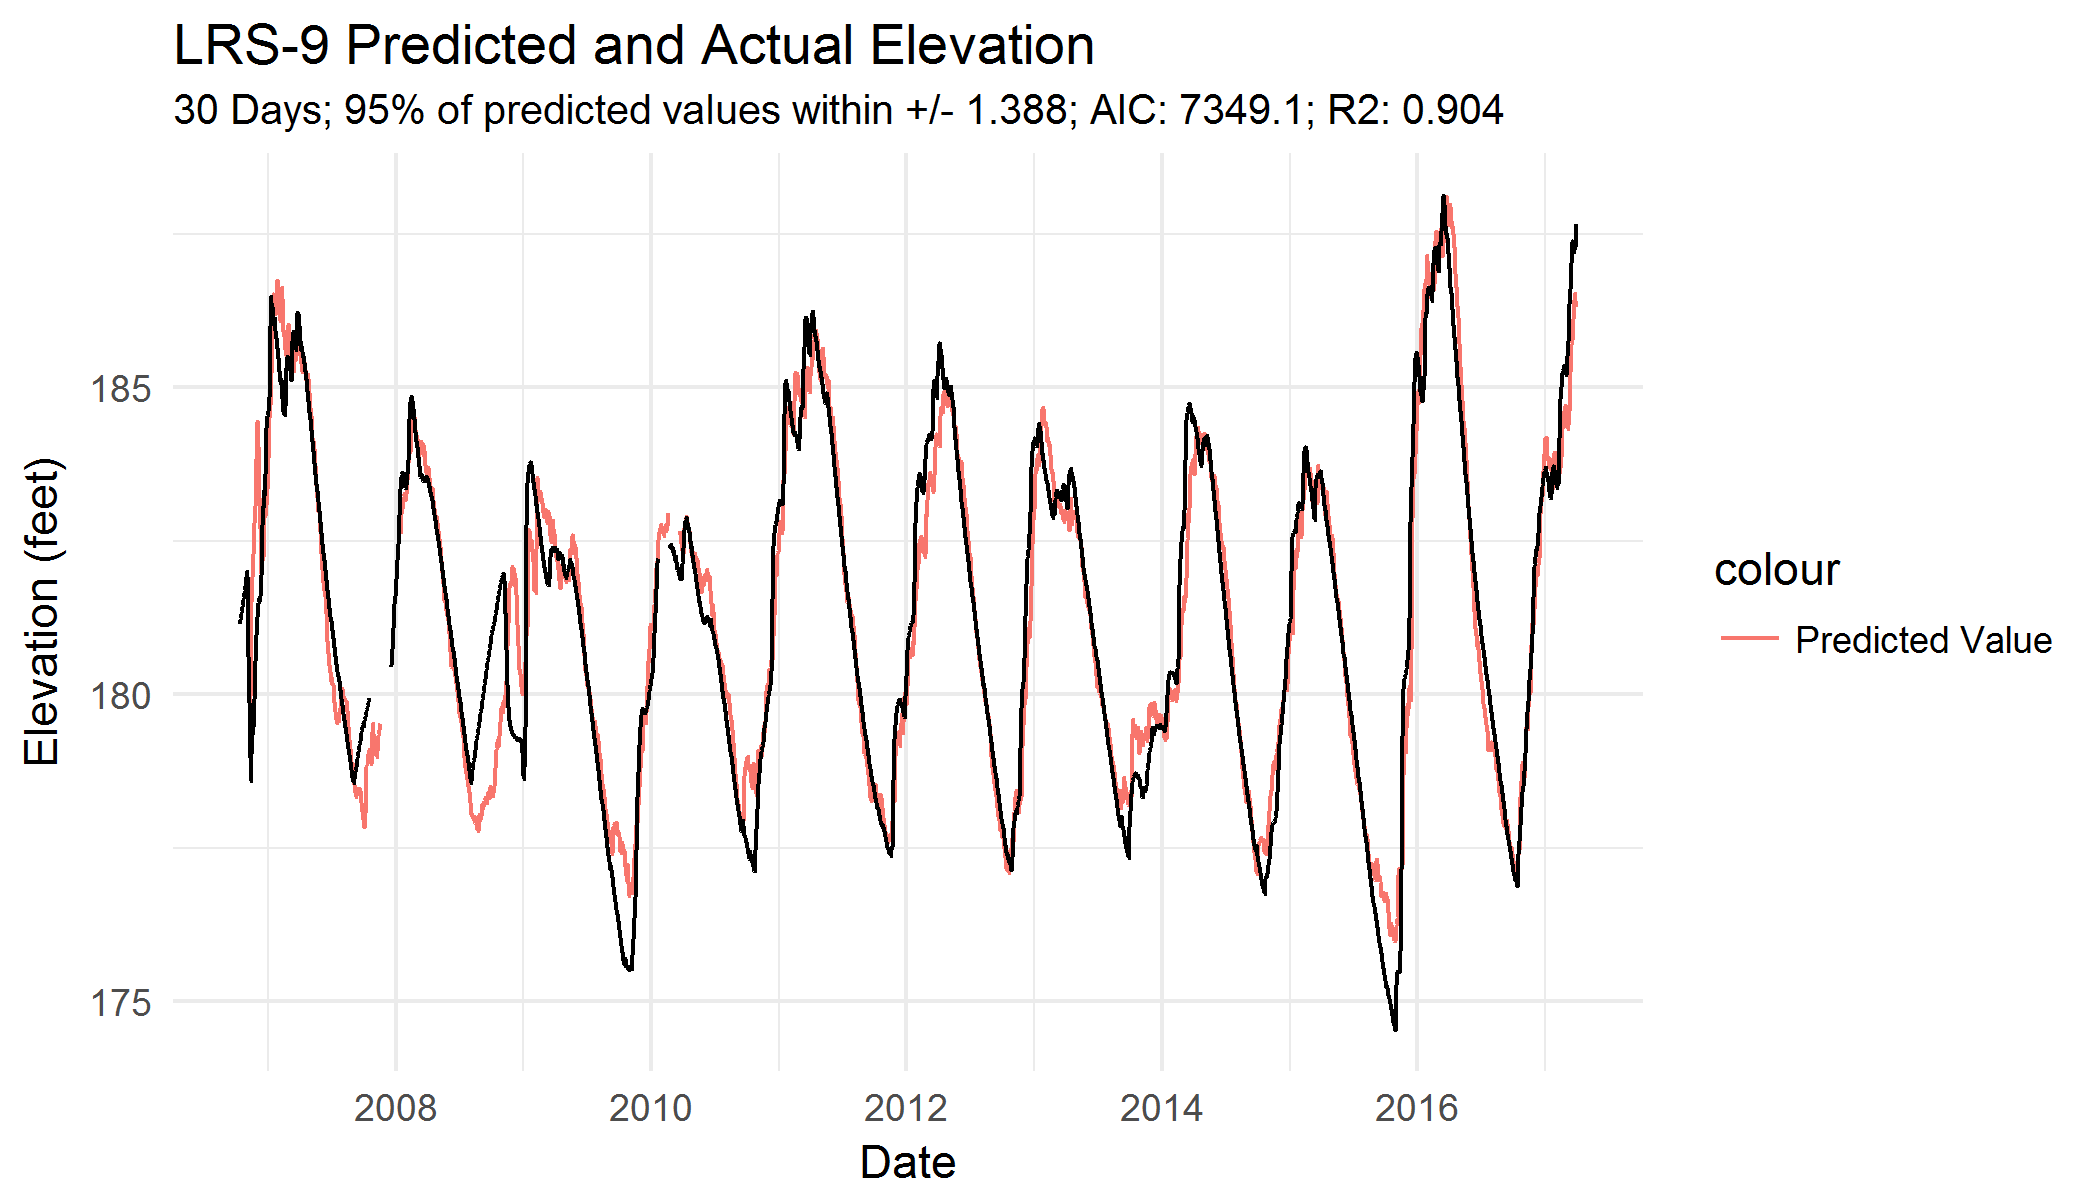 LRS-9 Predicted and Actual Elevation
30 Days; 95% of predicted values within +/- 1.388; AIC: 7349.1; R2: 0.904
Elevation (feet)
185
180
175
2008 2010 2012 2014 2016
Date
colour
Predicted Value